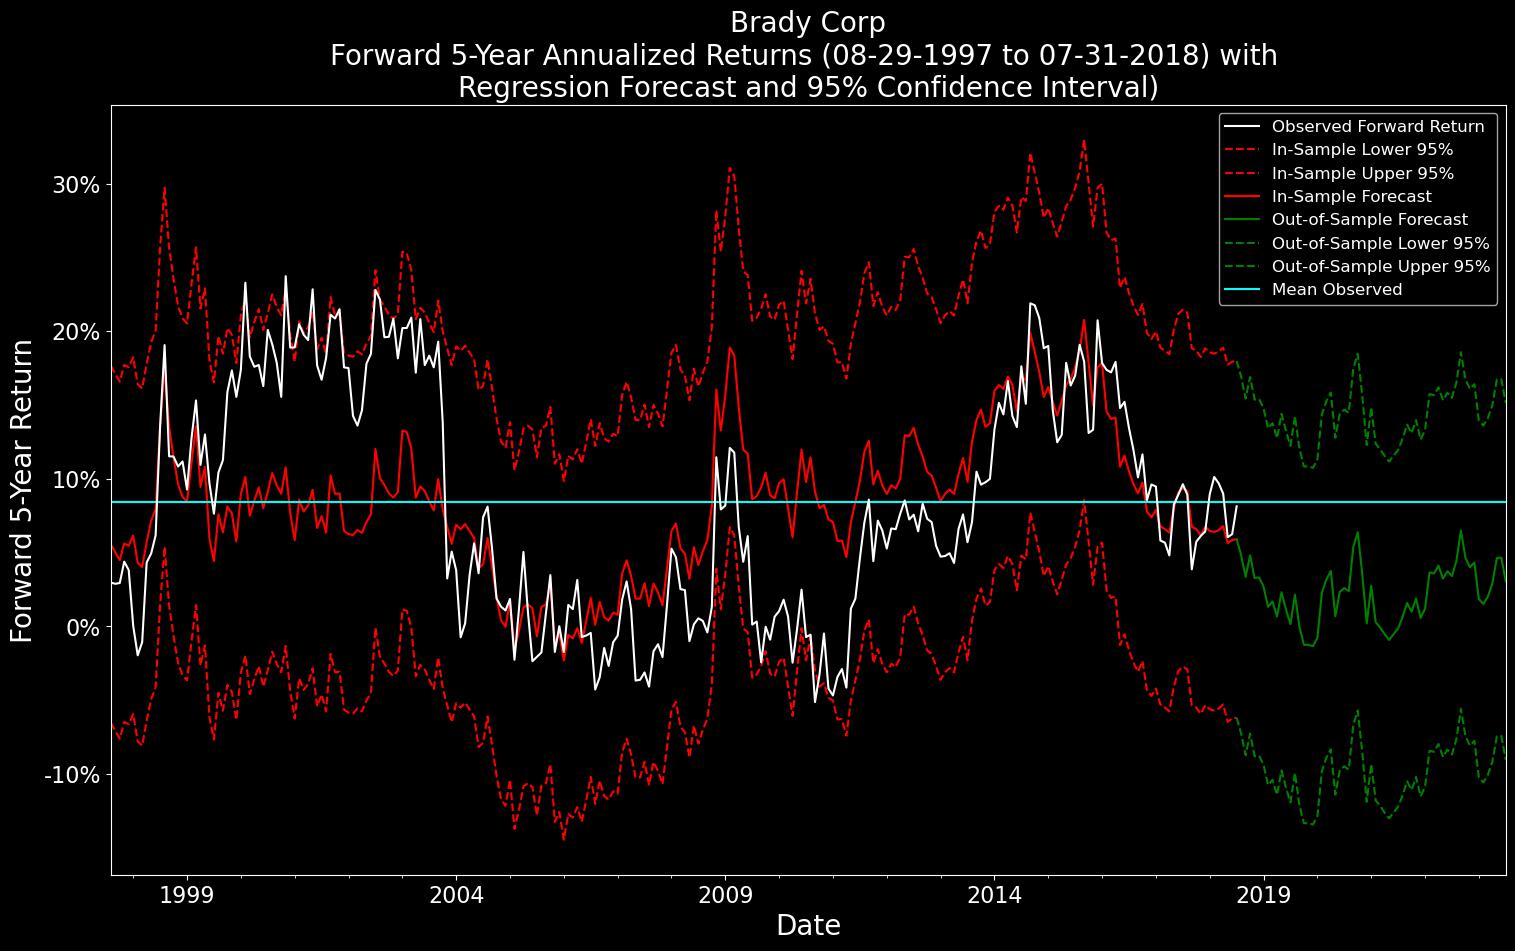 Brady Corp
Forward 5-Year Annualized Returns (08-29-1997 to 07-31-2018) with
Regression Forecast and 95% Confidence Interval)
Observed Forward Return
In-Sample Lower 95%
In-Sample Upper 95%
In-Sample Forecast
Out-of-Sample Forecast
Out-of-Sample Lower 95%
Out-of-Sample Upper 95%
Mean Observed
Forward 5-Year Return
30%
20%
10%
0%
-10%
1999
2004
2009
2014
2019
Date